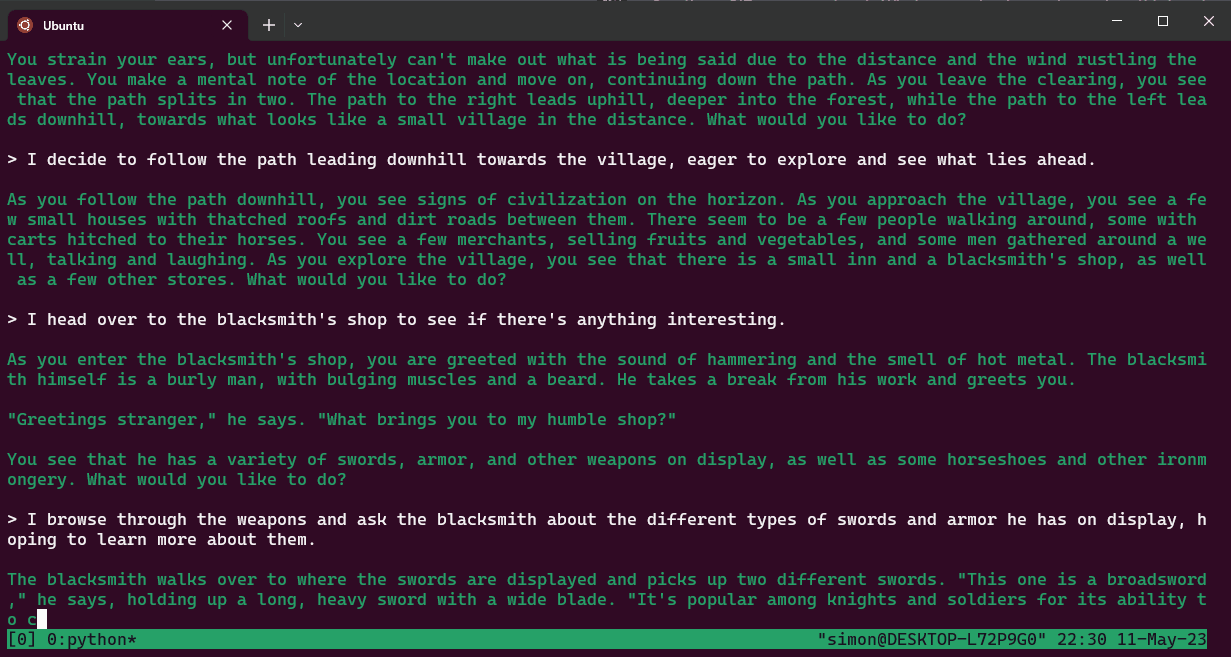 Ubuntu
You strain your ears, but unfortunately can't make out what is being said due to the distance and the wind rustling the
leaves. You make a mental note of the location and move on, continuing down the path. As you leave the clearing, you see
that the path splits in two. The path to the right leads uphill, deeper into the forest, while the path to the left lea
ds downhill, towards what looks like a small village in the distance. What would you like to do?
> I decide to follow the path leading downhill towards the village, eager to explore and see what lies ahead.
As you follow the path downhill, you see signs of civilization on the horizon. As you approach the village, you see a fe
w small houses with thatched roofs and dirt roads between them. There seem to be a few people walking around, some with
carts hitched to their horses. You see a few merchants, selling fruits and vegetables, and some men gathered around a we
ll, talking and laughing. As you explore the village, you see that there is a small inn and a blacksmith's shop, as well
as a few other stores. What would you like to do?
> I head over to the blacksmith's shop to see if there's anything interesting.
As you enter the blacksmith's shop, you are greeted with the sound of hammering and the smell of hot metal. The blacksmi
th himself is a burly man, with bulging muscles and a beard. He takes a break from his work and greets you.
"Greetings stranger," he says. "What brings you to my humble shop?"
You see that he has a variety of swords, armor, and other weapons on display, as well as some horseshoes and other ironm
ongery. What would you like to do?
> I browse through the weapons and ask the blacksmith about the different types of swords and armor he has on display, h
oping to learn more about them.
The blacksmith walks over to where the swords are displayed and picks up two different swords. "This one is a broadsword
," he says, holding up a long, heavy sword with a wide blade. "It's popular among knights and soldiers for its ability t
o c
[0] 0:python* "simon@DESKTOP-L72P9G0" 22:30 11-May-23